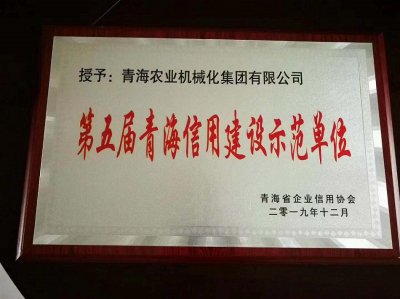 授予：青海农业机械化集团有限公司
第五届青海信用建设示范单位
青海省企业信用协会
二零一九年十二月